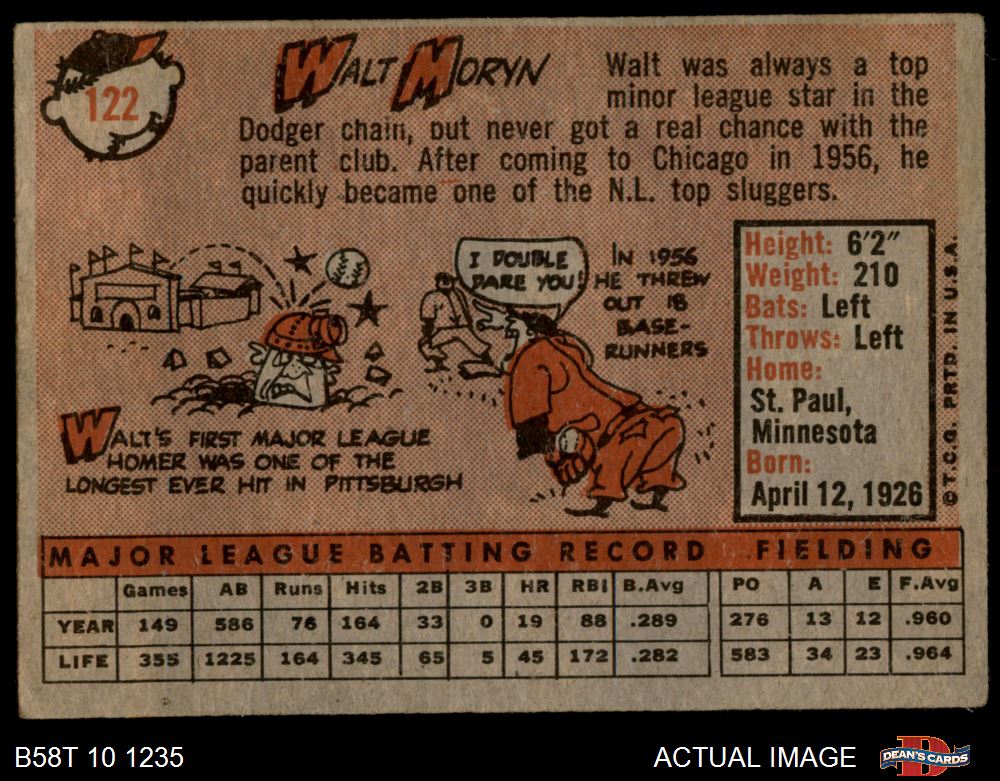 122
WALT MORYN
Walt was always a top
minor league star in the
Dodger chain, but never got a real chance with the
parent club. After coming to Chicago in 1956, he
quickly became one of the N.L. top sluggers.
I DOUBLE
DARE YOU!
IN 1956
HE THREW
OUT 18
BASE-
RUNNERS
WALT'S FIRST MAJOR LEAGUE
HOMER WAS ONE OF THE
LONGEST EVER HIT IN PITTSBURGH
Height: 6'2"
Weight: 210
Bats: Left
Throws: Left
Home:
St. Paul,
Minnesota
Born:
April 12, 1926
© T.C.G. PRTD. IN U.S.A.
MAJOR LEAGUE BATTING RECORD FIELDING
Games AB Runs Hits 2B 3B HR RBI B.Avg PO A E F.Avg
YEAR 149 586 76 164 33 0 19 88 .289 276 13 12 .960
LIFE 355 1225 164 345 65 5 45 172 .282 583 34 23 .964
B58T 10 1235
ACTUAL IMAGE
DEAN'S CARDS